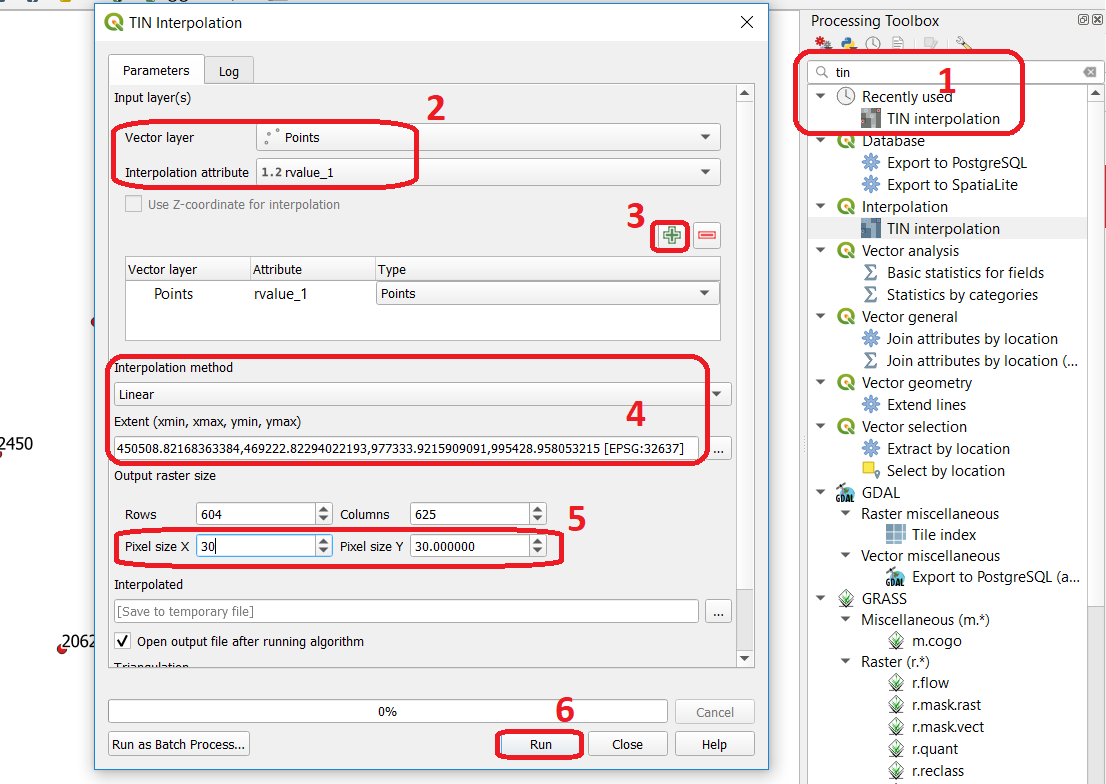 TIN Interpolation
Parameters
Log
Input layer(s)
2
Vector layer
Points
Interpolation attribute
1.2 rvalue_1
Use Z-coordinate for interpolation
3
Vector layer Attribute Type
Points rvalue_1 Points
Interpolation method
Linear
4
Extent (xmin, xmax, ymin, ymax)
450508.82168363384,469222.82294022193,977333.9215909091,995428.958053215 [EPSG:32637]
...
Output raster size
Rows 604 Columns 625
5
Pixel size X 30 Pixel size Y 30.000000
Interpolated
[Save to temporary file]
...
Open output file after running algorithm
Triangulation
0%
Cancel
6
Run as Batch Process...
Run
Close
Help
2450
2062
Processing Toolbox
tin
1
Recently used
TIN interpolation
Database
Export to PostgreSQL
Export to SpatiaLite
Interpolation
TIN interpolation
Vector analysis
Basic statistics for fields
Statistics by categories
Vector general
Join attributes by location
Join attributes by location (...
Vector geometry
Extend lines
Vector selection
Extract by location
Select by location
GDAL
Raster miscellaneous
Tile index
Vector miscellaneous
Export to PostgreSQL (a...
GRASS
Miscellaneous (m.*)
m.cogo
Raster (r.*)
r.flow
r.mask.rast
r.mask.vect
r.quant
r.reclass